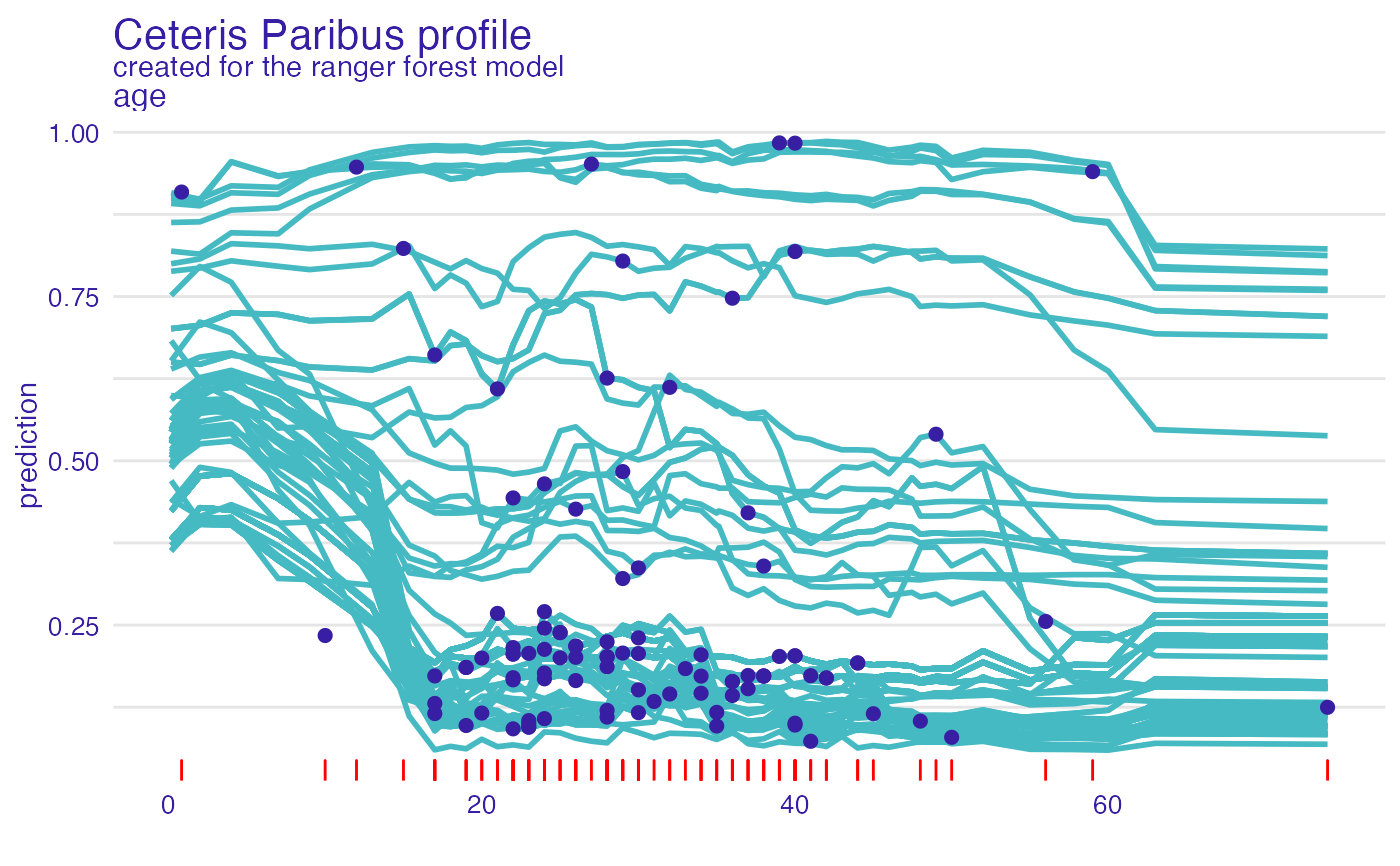 Ceteris Paribus profile
created for the ranger forest model
age
1.00
0.75
0.50
0.25
prediction
0 20 40 60